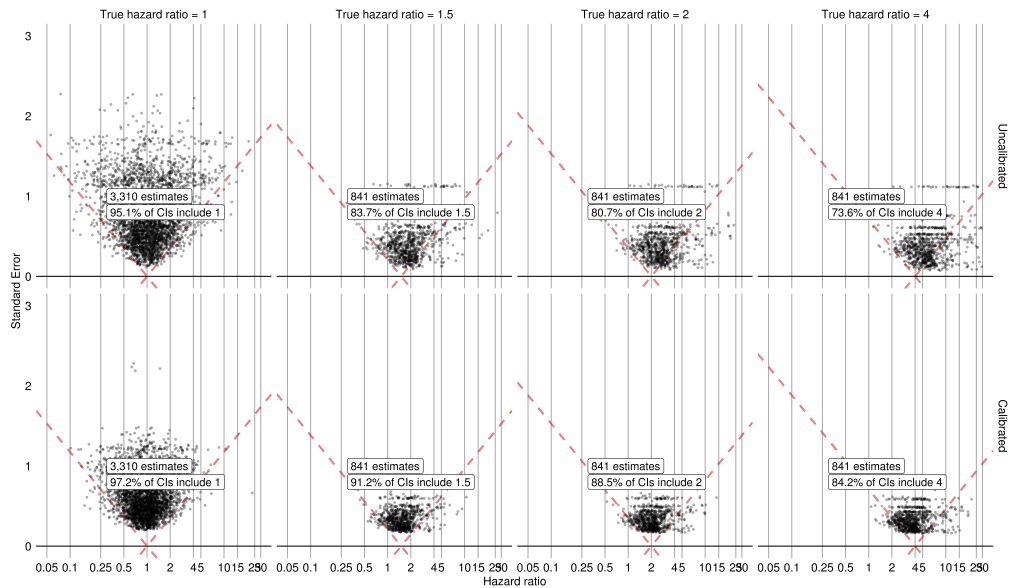 True hazard ratio = 1
True hazard ratio = 1.5
True hazard ratio = 2
True hazard ratio = 4
3
2
1
0
3,310 estimates
95.1% of CIs include 1
841 estimates
83.7% of CIs include 1.5
841 estimates
80.7% of CIs include 2
841 estimates
73.6% of CIs include 4
Uncalibrated
Standard Error
3
2
1
0
3,310 estimates
97.2% of CIs include 1
841 estimates
91.2% of CIs include 1.5
841 estimates
88.5% of CIs include 2
841 estimates
84.2% of CIs include 4
Calibrated
0.05 0.1 0.25 0.5 1 2 4 5 10 15 25 30
0.05 0.1 0.25 0.5 1 2 4 5 10 15 25 30
0.05 0.1 0.25 0.5 1 2 4 5 10 15 25 30
0.05 0.1 0.25 0.5 1 2 4 5 10 15 25 30
Hazard ratio